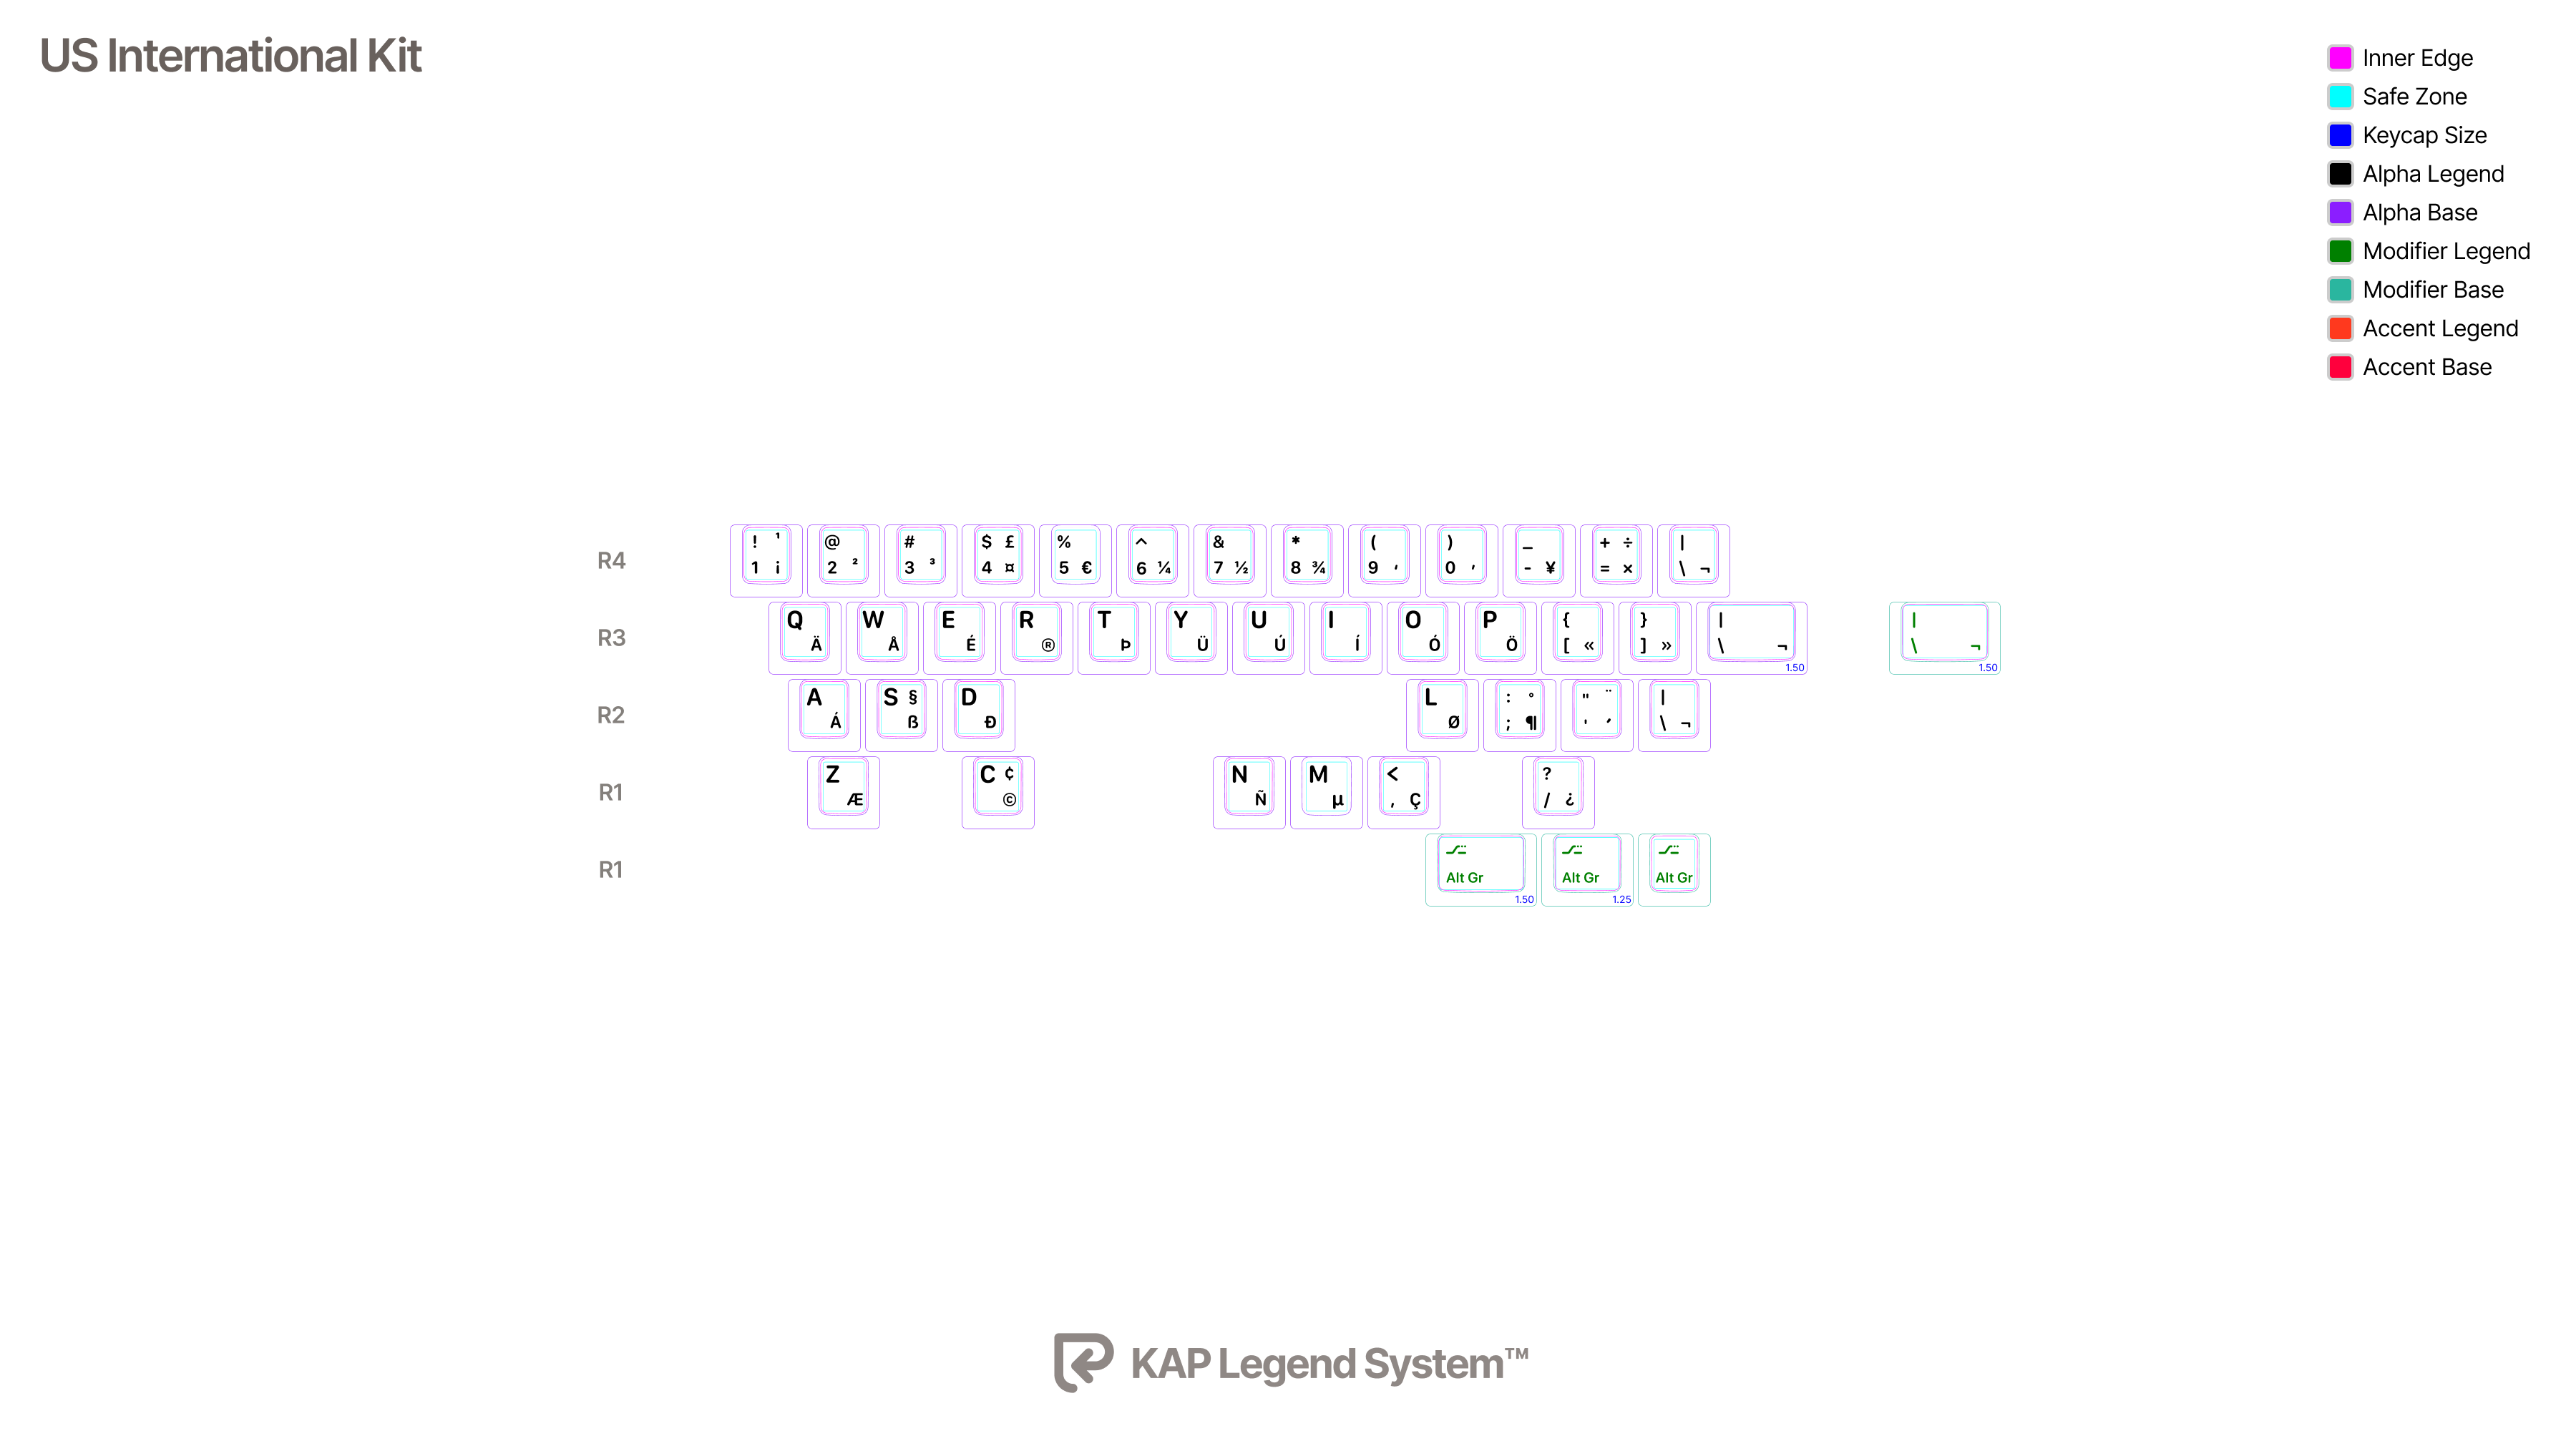 US International Kit
Inner Edge
Safe Zone
Keycap Size
Alpha Legend
Alpha Base
Modifier Legend
Modifier Base
Accent Legend
Accent Base
R4
! ¹ @ # $ £ % ^ & * ( ) _ + ÷ |
1 ¡ 2 ² 3 ³ 4 ¤ 5 € 6 ¼ 7 ½ 8 ¾ 9 ‘ 0 ’ - ¥ = × \ ¬
R3
Q W E R T Y U I O P { } | |
Ä Å É ® Þ Ü Ú Í Ó Ö [ « ] » \ ¬ \ ¬
1.50 1.50
R2
A S § D L : ° " ¨ |
Á ß Đ Ø ; ¶ ' ´ \ ¬
R1
Z C ¢ N M < ?
Æ © Ñ µ , Ç / ¿
R1
Alt Gr Alt Gr Alt Gr
1.50 1.25
KAP Legend System™